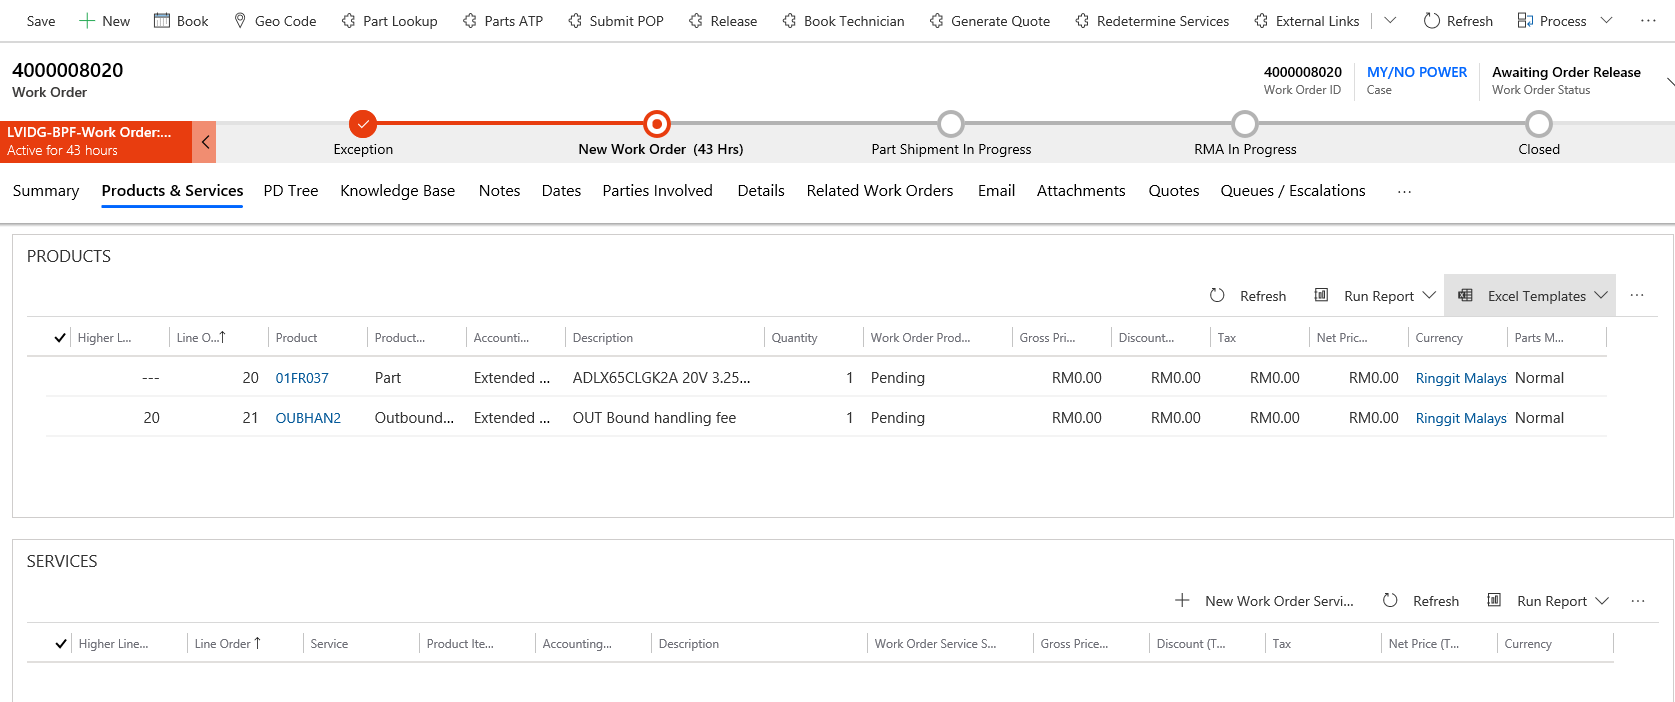 Save New Book Geo Code Part Lookup Parts ATP Submit POP Release Book Technician Generate Quote Redetermine Services External Links Refresh Process ...
4000008020
Work Order
4000008020 MY/NO POWER Awaiting Order Release
Work Order ID Case Work Order Status
LVIDG-BPF-Work Order:...
Active for 43 hours
Exception New Work Order (43 Hrs) Part Shipment In Progress RMA In Progress Closed
Summary Products & Services PD Tree Knowledge Base Notes Dates Parties Involved Details Related Work Orders Email Attachments Quotes Queues / Escalations ...
PRODUCTS
Refresh Run Report Excel Templates ...
Higher L... Line O...↑ Product Product... Accounti... Description Quantity Work Order Prod... Gross Pri... Discount... Tax Net Pric... Currency Parts M...
--- 20 01FR037 Part Extended ... ADLX65CLGK2A 20V 3.25... 1 Pending RM0.00 RM0.00 RM0.00 RM0.00 Ringgit Malays Normal
20 21 OUBHAN2 Outbound... Extended ... OUT Bound handling fee 1 Pending RM0.00 RM0.00 RM0.00 RM0.00 Ringgit Malays Normal
SERVICES
New Work Order Servi... Refresh Run Report ...
Higher Line... Line Order↑ Service Product Ite... Accounting... Description Work Order Service S... Gross Price... Discount (T... Tax Net Price (T... Currency